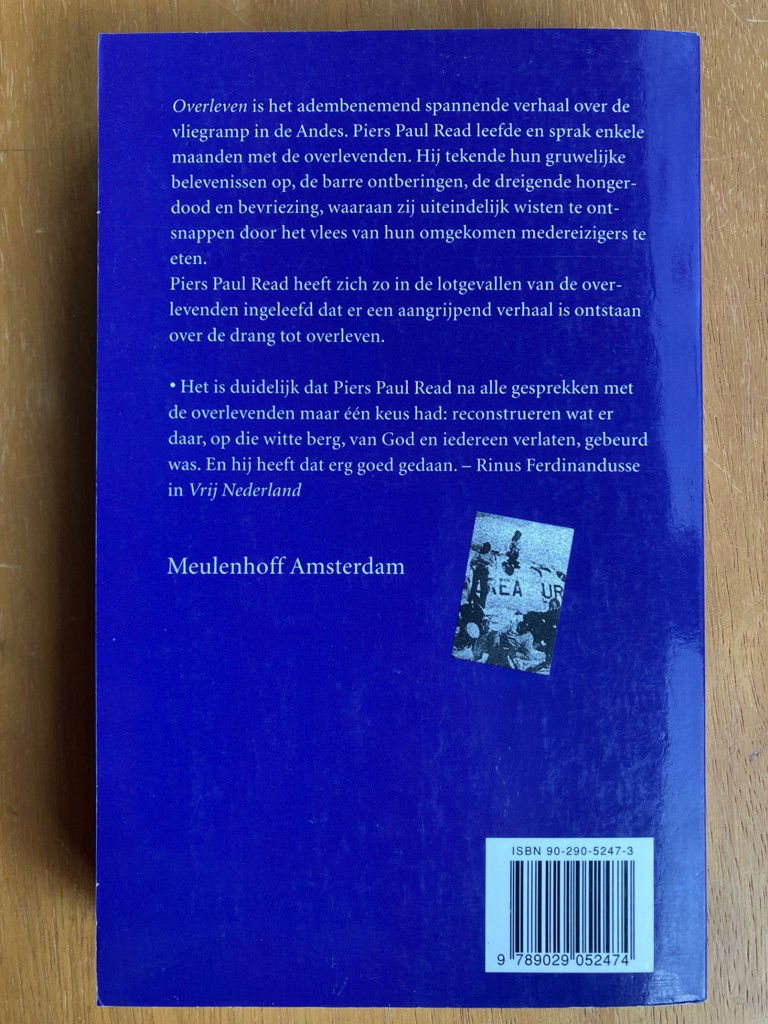 Overleven is het adembenemend spannende verhaal over de
vliegramp in de Andes. Piers Paul Read leefde en sprak enkele
maanden met de overlevenden. Hij tekende hun gruwelijke
belevenissen op, de barre ontberingen, de dreigende honger-
dood en bevriezing, waaraan zij uiteindelijk wisten te ont-
snappen door het vlees van hun omgekomen medereizigers te
eten.
Piers Paul Read heeft zich zo in de lotgevallen van de over-
levenden ingeleefd dat er een aangrijpend verhaal is ontstaan
over de drang tot overleven.
• Het is duidelijk dat Piers Paul Read na alle gesprekken met
de overlevenden maar één keus had: reconstrueren wat er
daar, op die witte berg, van God en iedereen verlaten, gebeurd
was. En hij heeft dat erg goed gedaan. – Rinus Ferdinandusse
in Vrij Nederland
Meulenhoff Amsterdam
REA UR
ISBN 90-290-5247-3
9 789029 052474